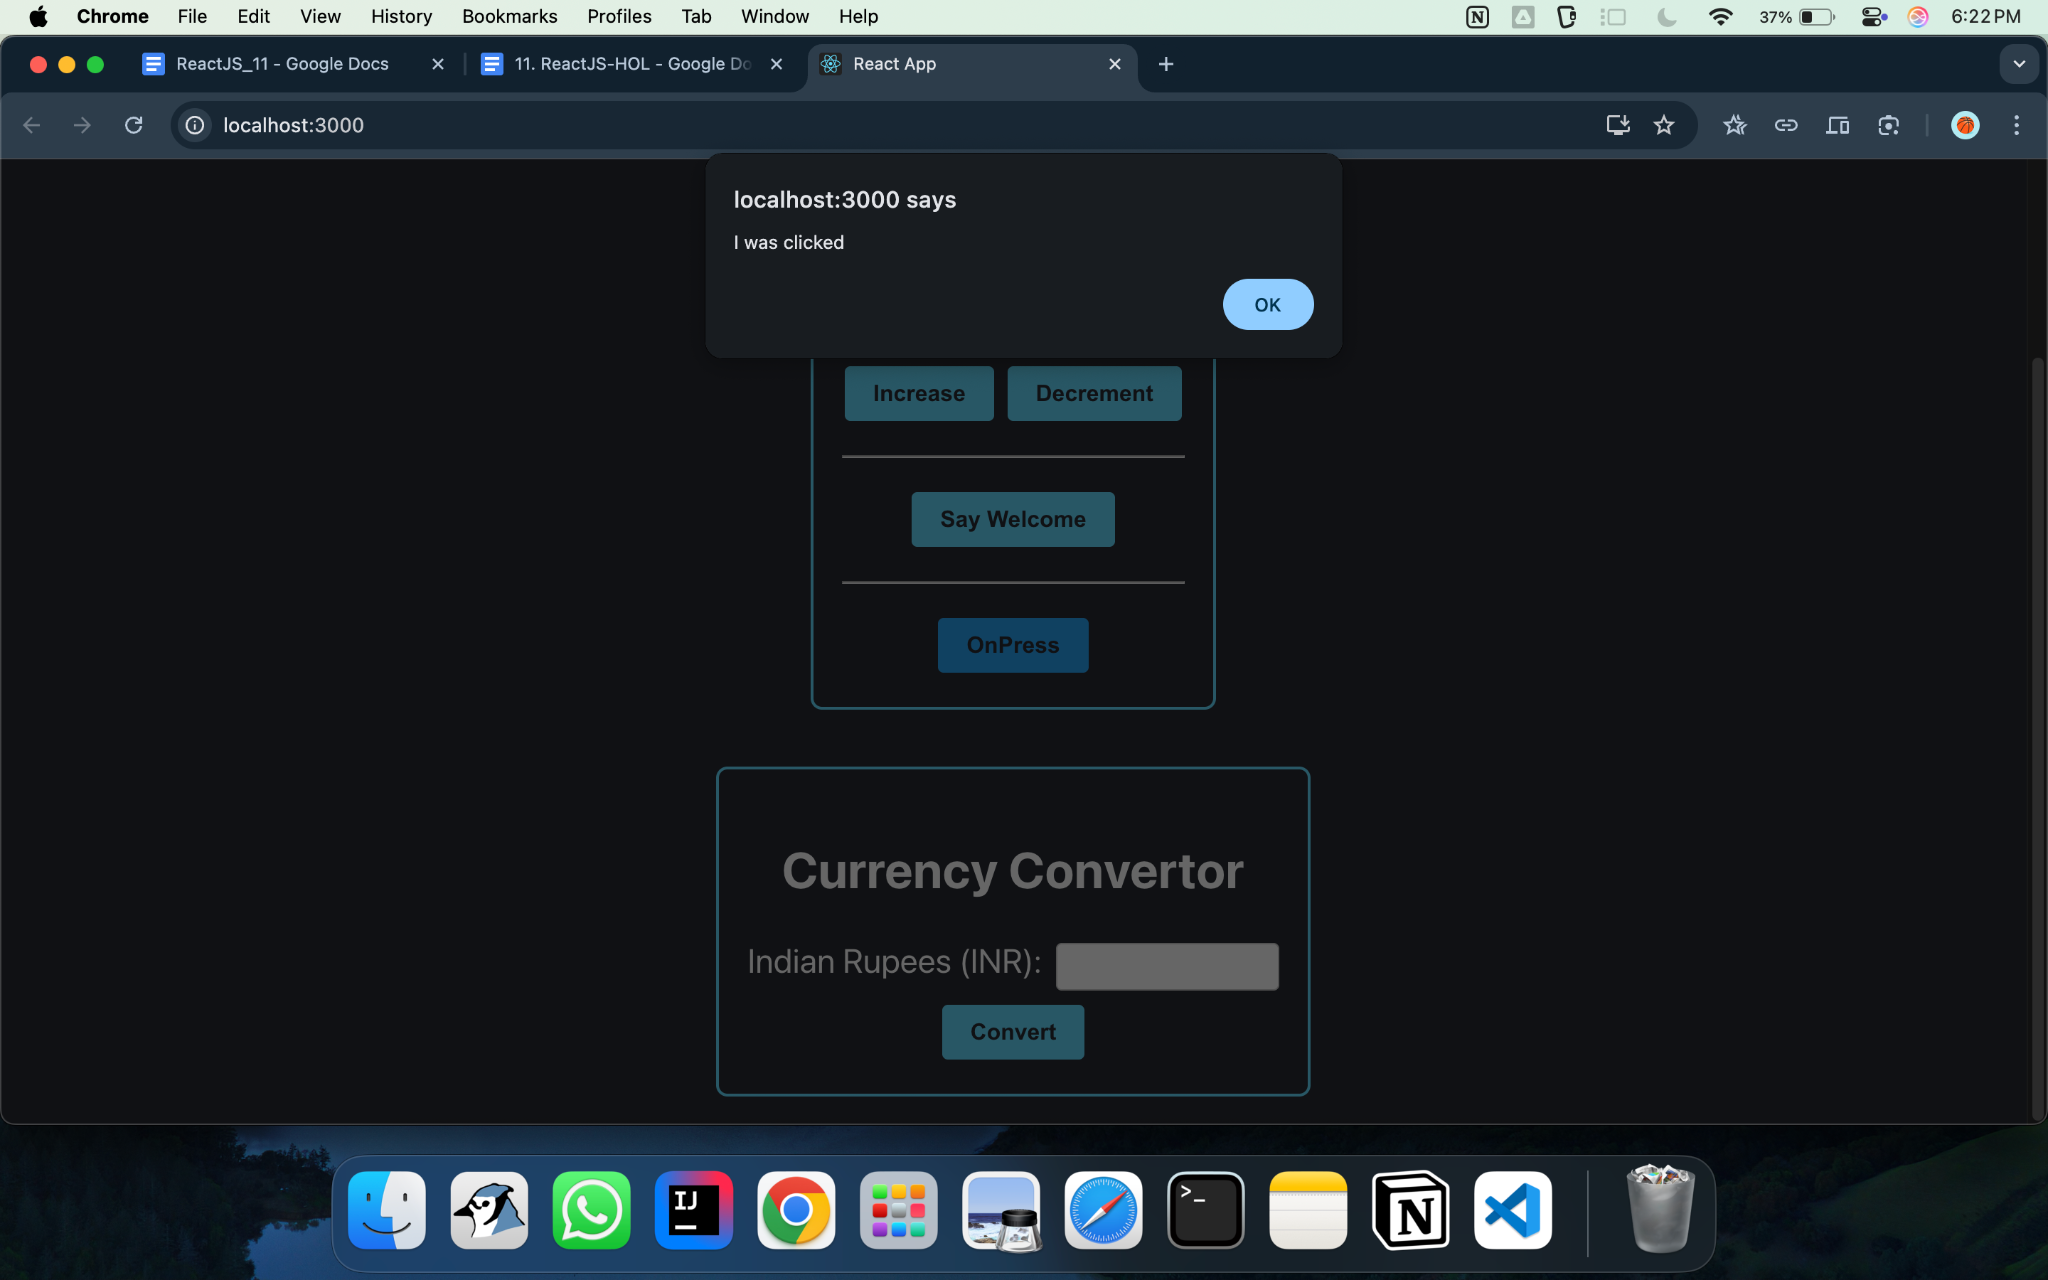 Chrome File Edit View History Bookmarks Profiles Tab Window Help 37% 6:22 PM
ReactJS_11 - Google Docs 11. ReactJS-HOL - Google Do React App
localhost:3000
localhost:3000 says
I was clicked
OK
Increase Decrement
Say Welcome
OnPress
Currency Convertor
Indian Rupees (INR):
Convert